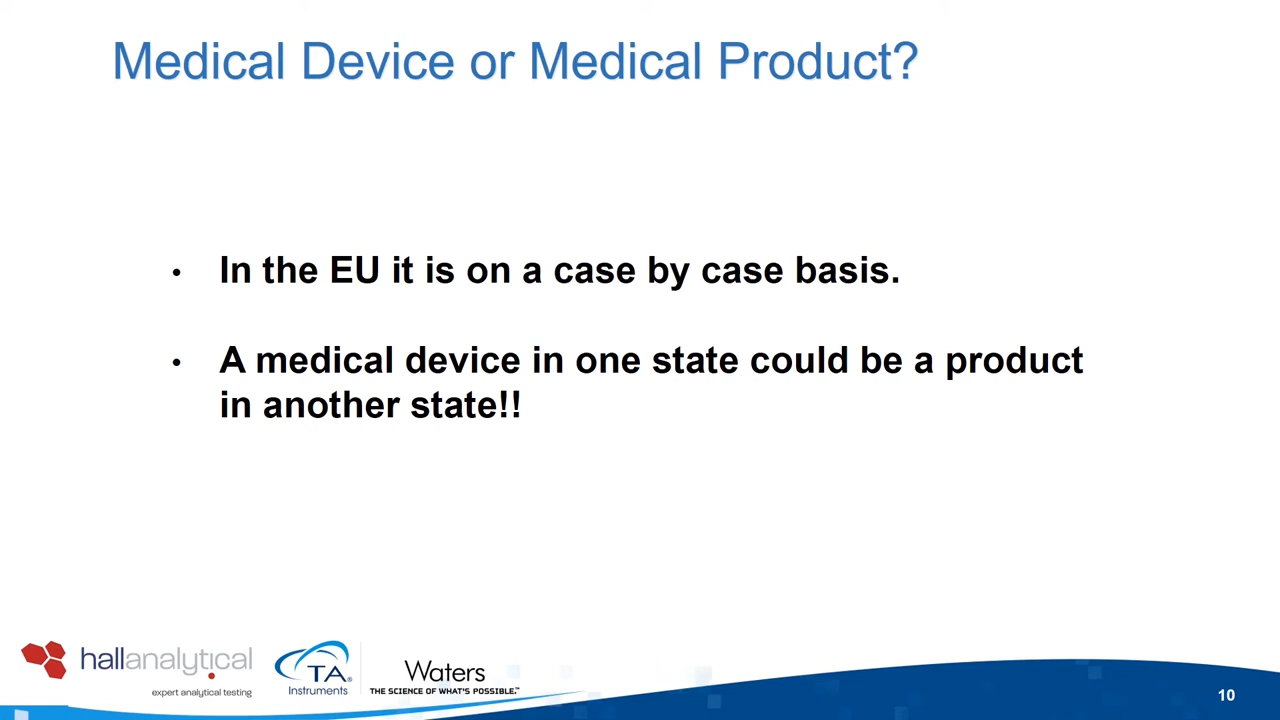 Medical Device or Medical Product?
• In the EU it is on a case by case basis.
• A medical device in one state could be a product
in another state!!
hallanalytical
expert analytical testing
TA®
Instruments
Waters
THE SCIENCE OF WHAT'S POSSIBLE.™
10